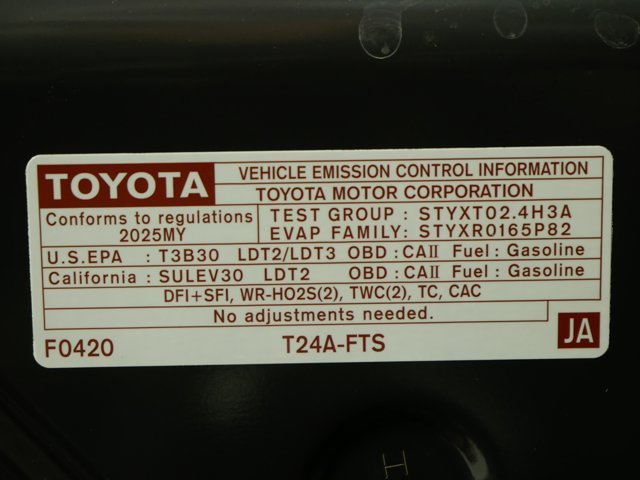 TOYOTA
VEHICLE EMISSION CONTROL INFORMATION
TOYOTA MOTOR CORPORATION
Conforms to regulations
2025MY
TEST GROUP : STYXT02.4H3A
EVAP FAMILY: STYXR0165P82
U.S.EPA : T3B30 LDT2/LDT3 OBD : CAII Fuel : Gasoline
California : SULEV30 LDT2 OBD : CAII Fuel : Gasoline
DFI+SFI, WR-HO2S(2), TWC(2), TC, CAC
No adjustments needed.
F0420
T24A-FTS
JA
H